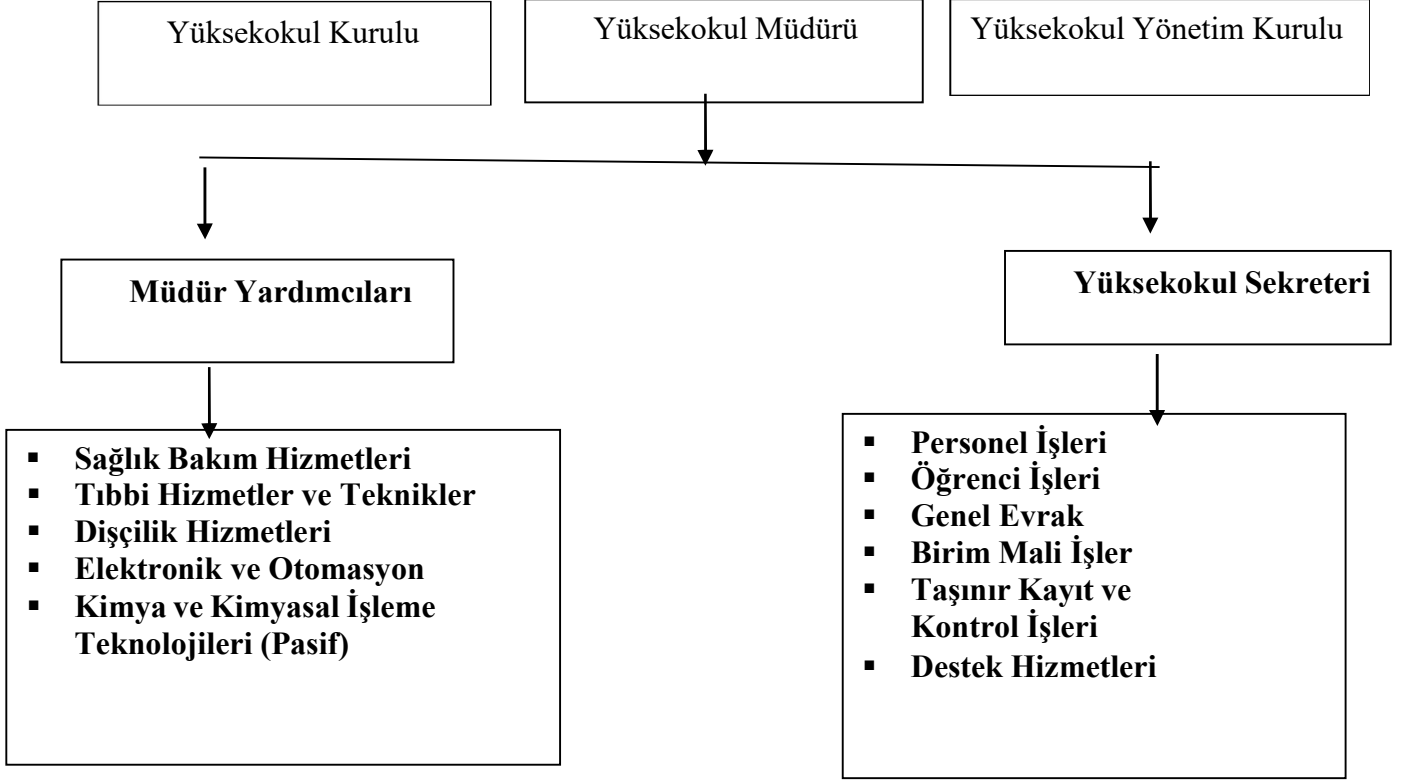 Yüksekokul Kurulu
Yüksekokul Müdürü
Yüksekokul Yönetim Kurulu
Müdür Yardımcıları
Yüksekokul Sekreteri
▪ Sağlık Bakım Hizmetleri
▪ Tıbbi Hizmetler ve Teknikler
▪ Dişçilik Hizmetleri
▪ Elektronik ve Otomasyon
▪ Kimya ve Kimyasal İşleme
Teknolojileri (Pasif)
▪ Personel İşleri
▪ Öğrenci İşleri
▪ Genel Evrak
▪ Birim Mali İşler
▪ Taşınır Kayıt ve
Kontrol İşleri
▪ Destek Hizmetleri